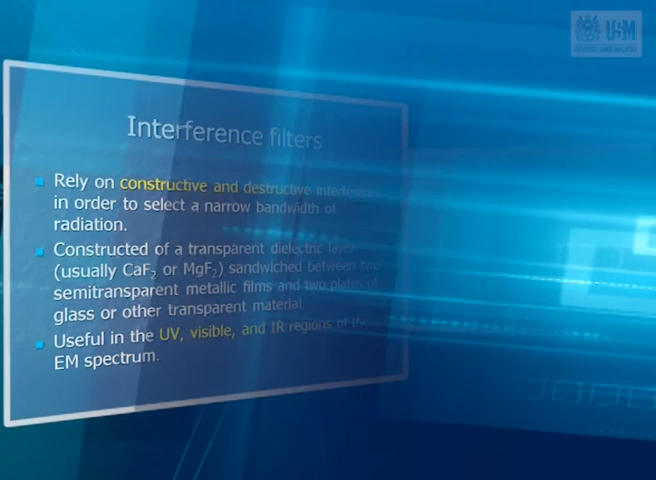 USM
Interference filters
Rely on constructive and destructive interference
in order to select a narrow bandwidth of
radiation.
Constructed of a transparent dielectric layer
(usually CaF2 or MgF2) sandwiched between two
semitransparent metallic films and two plates of
glass or other transparent material.
Useful in the UV, visible, and IR regions of the
EM spectrum.